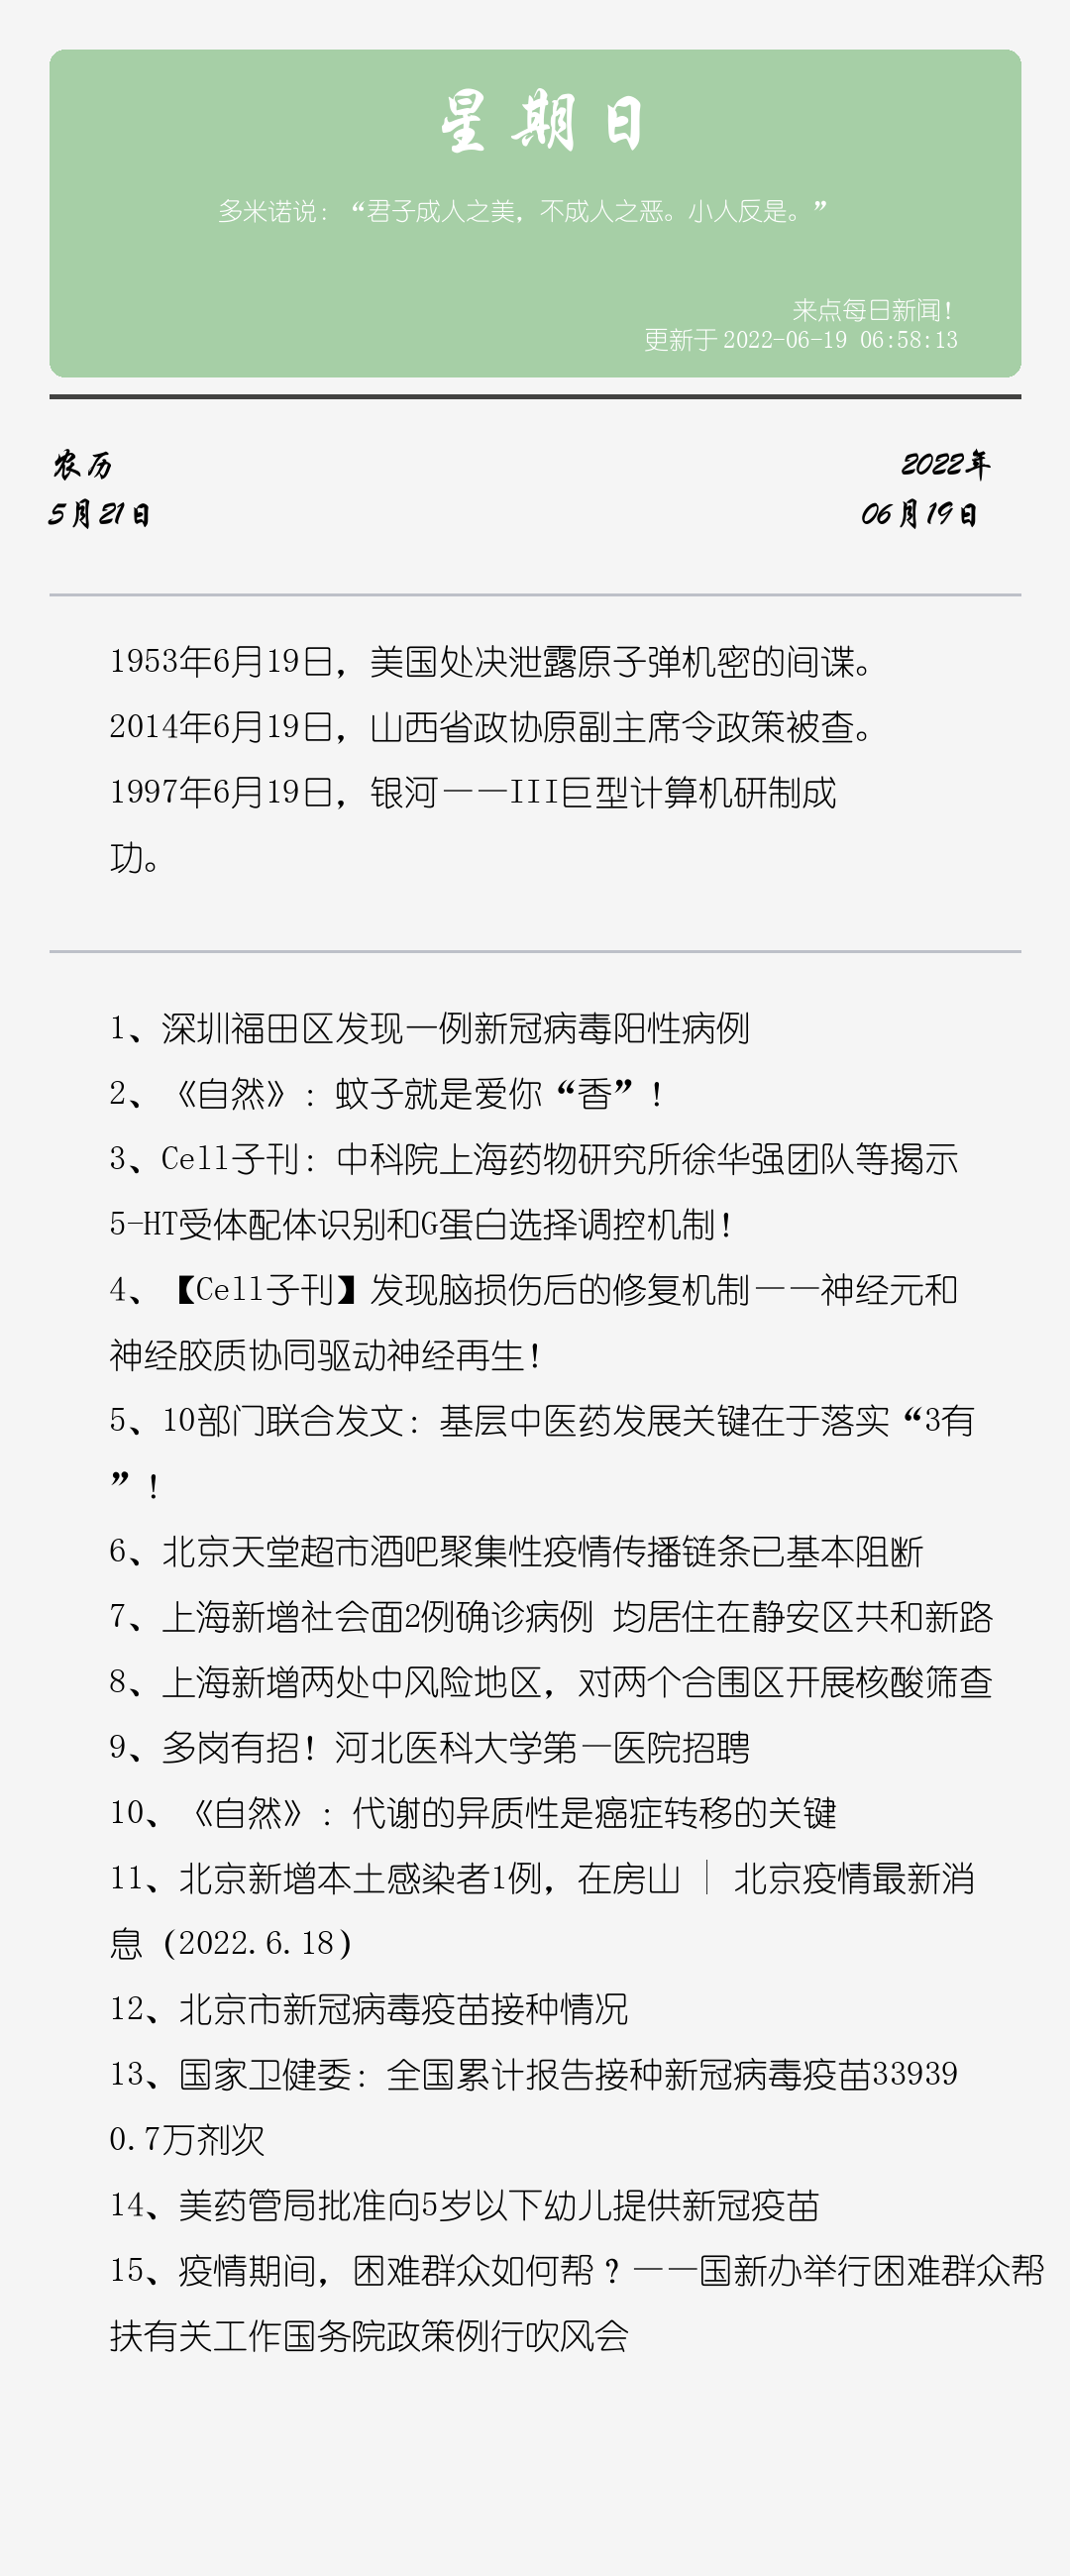 星期日
多米诺说：“君子成人之美，不成人之恶。小人反是。”
来点每日新闻！
更新于 2022-06-19 06:58:13
农历
2022年
5月21日
06月19日
1953年6月19日，美国处决泄露原子弹机密的间谍。
2014年6月19日，山西省政协原副主席令政策被查。
1997年6月19日，银河——III巨型计算机研制成
功。
1、深圳福田区发现一例新冠病毒阳性病例
2、《自然》：蚊子就是爱你“香”！
3、Cell子刊：中科院上海药物研究所徐华强团队等揭示
5-HT受体配体识别和G蛋白选择调控机制！
4、【Cell子刊】发现脑损伤后的修复机制——神经元和
神经胶质协同驱动神经再生！
5、10部门联合发文：基层中医药发展关键在于落实“3有
”！
6、北京天堂超市酒吧聚集性疫情传播链条已基本阻断
7、上海新增社会面2例确诊病例 均居住在静安区共和新路
8、上海新增两处中风险地区，对两个合围区开展核酸筛查
9、多岗有招！河北医科大学第一医院招聘
10、《自然》：代谢的异质性是癌症转移的关键
11、北京新增本土感染者1例，在房山 | 北京疫情最新消
息（2022.6.18）
12、北京市新冠病毒疫苗接种情况
13、国家卫健委：全国累计报告接种新冠病毒疫苗33939
0.7万剂次
14、美药管局批准向5岁以下幼儿提供新冠疫苗
15、疫情期间，困难群众如何帮？——国新办举行困难群众帮
扶有关工作国务院政策例行吹风会